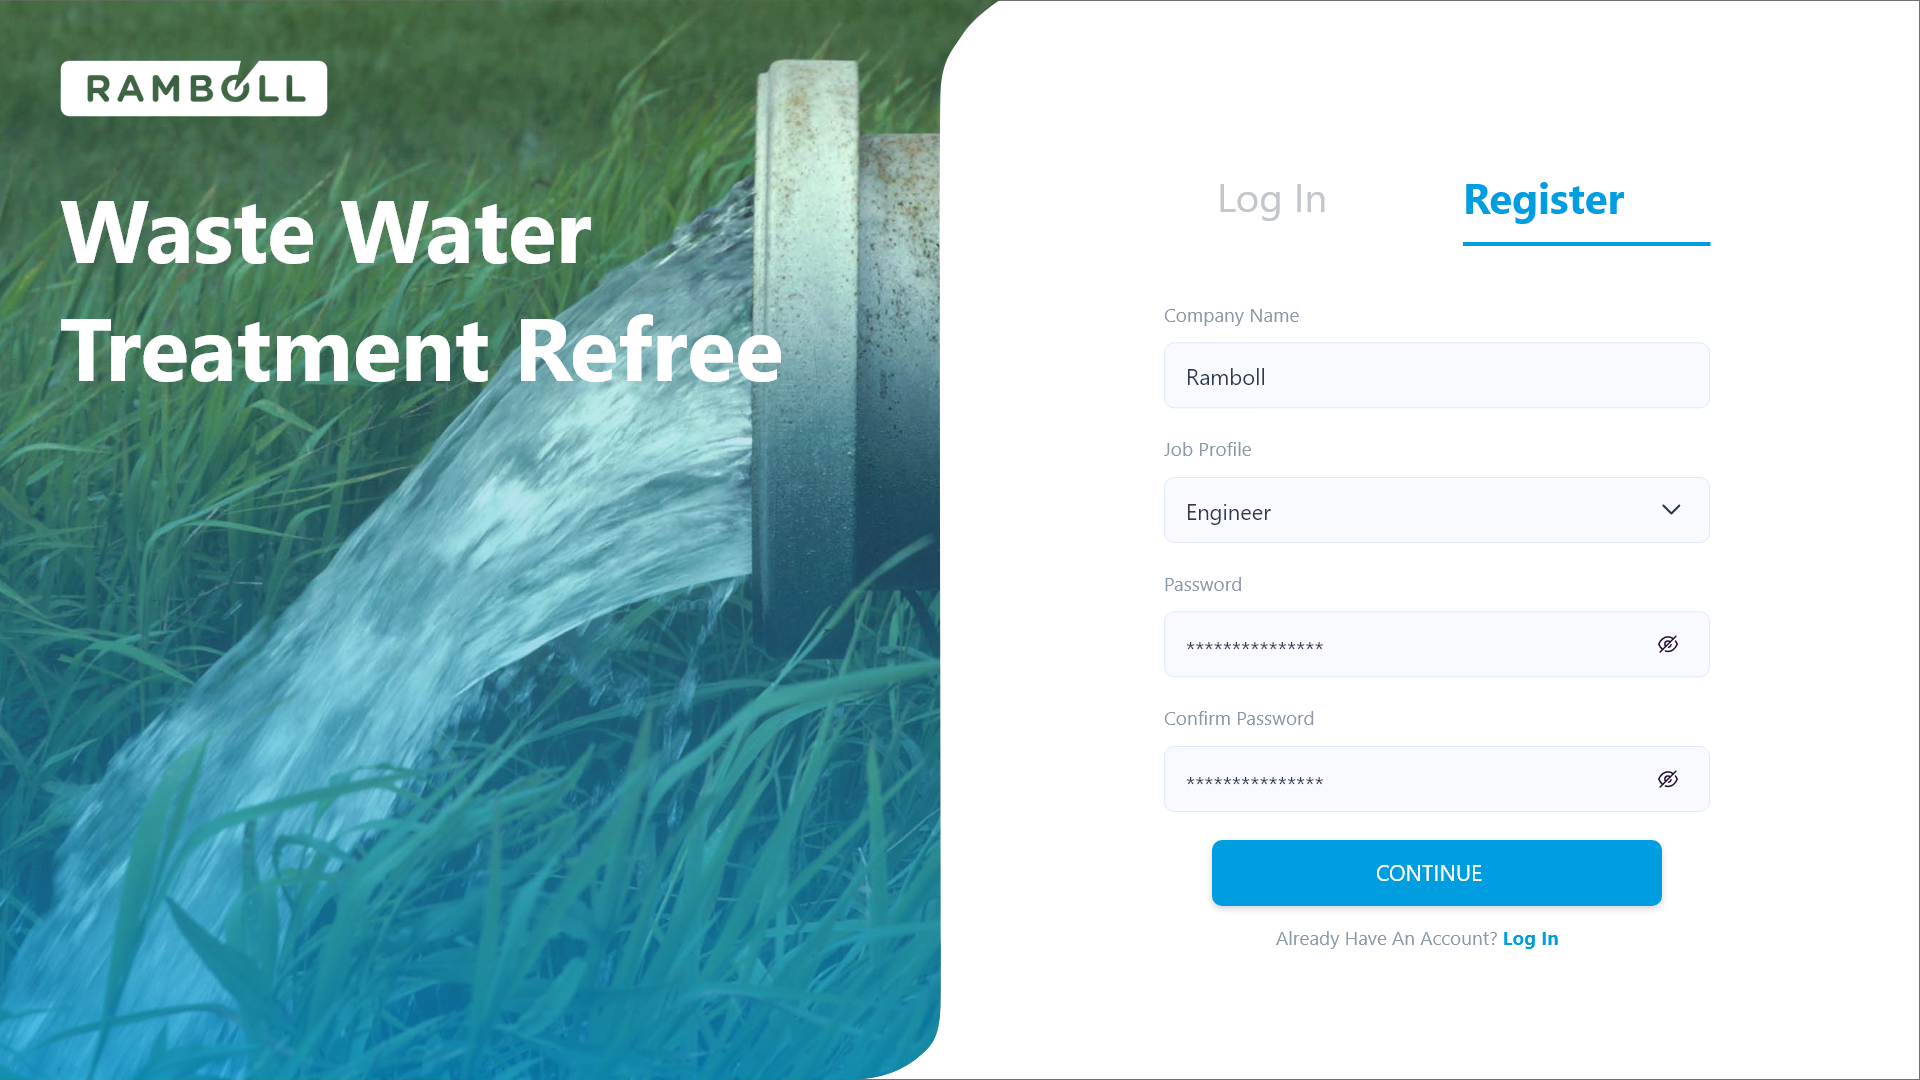 RAMBOLL
Waste Water
Treatment Refree
Log In
Register
Company Name
Ramboll
Job Profile
Engineer
Password
***************
Confirm Password
***************
CONTINUE
Already Have An Account? Log In